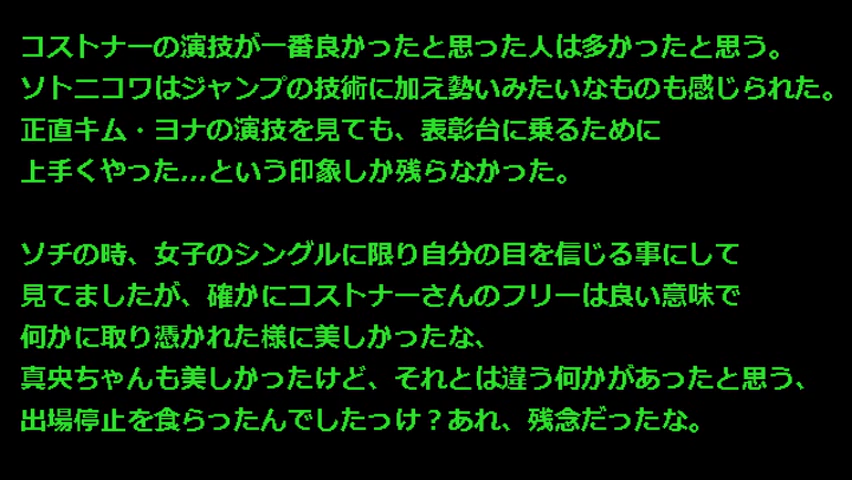 コストナーの演技が一番良かったと思った人は多かったと思う。
ソトニコワはジャンプの技術に加え勢いみたいなものも感じられた。
正直キム・ヨナの演技を見ても、表彰台に乗るために
上手くやった,,,という印象しか残らなかった。
ソチの時、女子のシングルに限り自分の目を信じる事にして
見てましたが、確かにコストナーさんのフリーは良い意味で
何かに取り憑かれた様に美しかったな、
真央ちゃんも美しかったけど、それとは違う何かがあったと思う、
出場停止を食らったんでしたっけ？あれ、残念だったな。